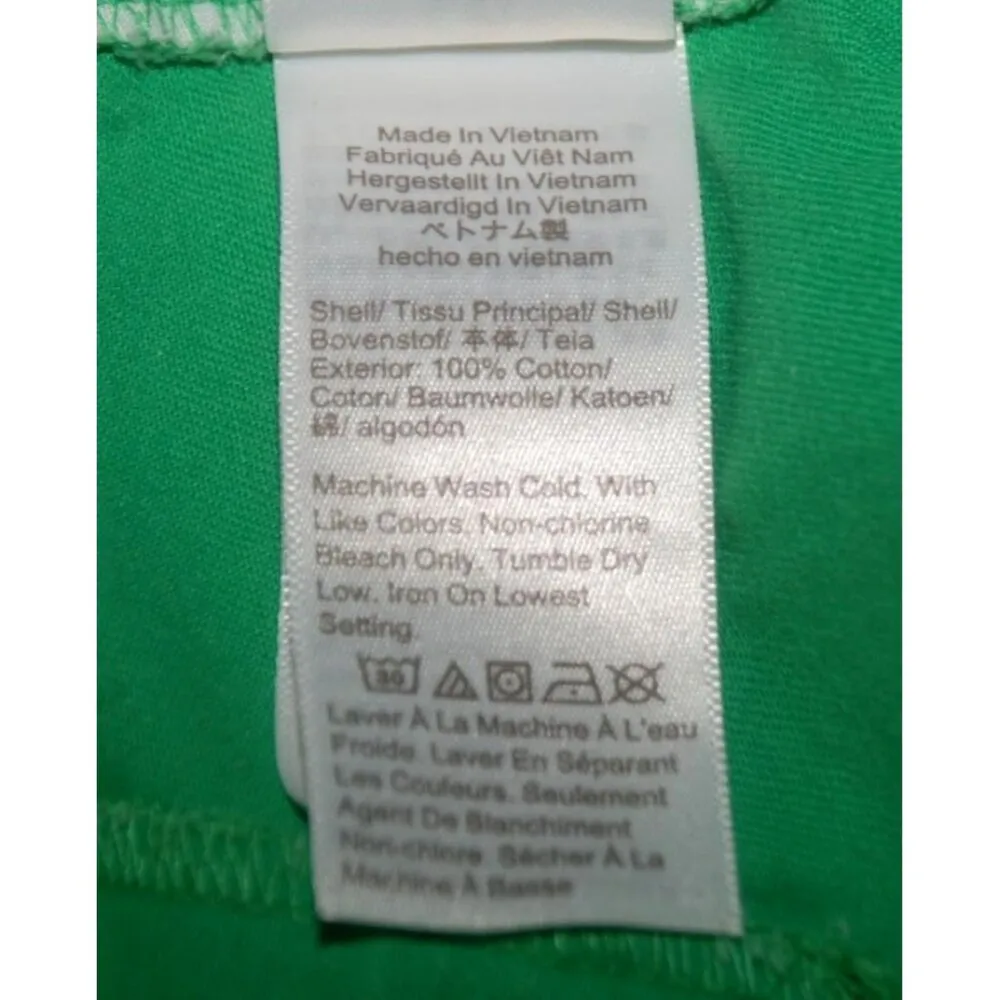 Made In Vietnam
Fabriqué Au Viêt Nam
Hergestellt In Vietnam
Vervaardigd In Vietnam
ベトナム製
hecho en vietnam
Shell/ Tissu Principal/ Shell/
Bovenstof/ 本体/ Tela
Exterior: 100% Cotton/
Coton/ Baumwolle/ Katoen/
綿/ algodón
Machine Wash Cold. With
Like Colors. Non-chlorine
Bleach Only. Tumble Dry
Low. Iron On Lowest
Setting.
30
Laver À La Machine À L'eau
Froide. Laver En Séparant
Les Couleurs. Seulement
Agent De Blanchiment
Non-chlore. Sécher À La
Machine À Basse